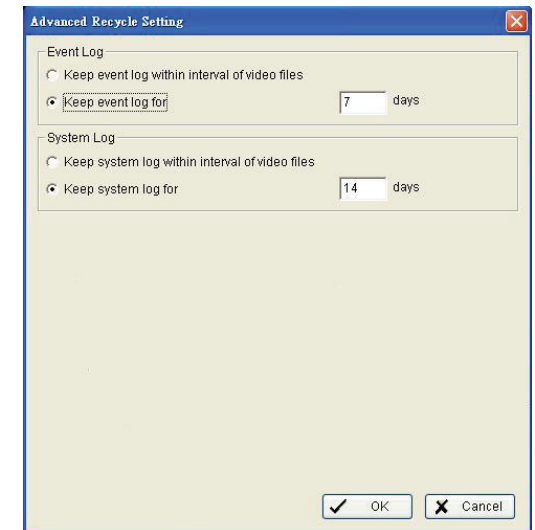 Advanced Recycle Setting
Event Log
Keep event log within interval of video files
Keep event log for 7 days
System Log
Keep system log within interval of video files
Keep system log for 14 days
OK Cancel